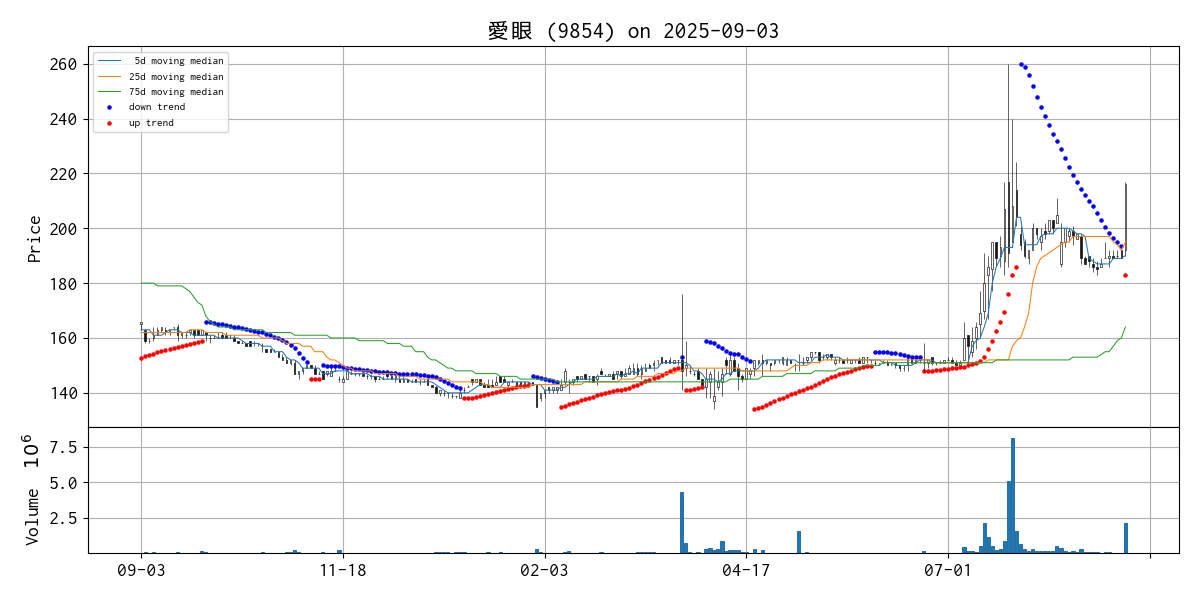 愛眼 (9854) on 2025-09-03
5d moving median
25d moving median
75d moving median
down trend
up trend
Price
260
240
220
200
180
160
140
Volume 10^6
7.5
5.0
2.5
09-03
11-18
02-03
04-17
07-01